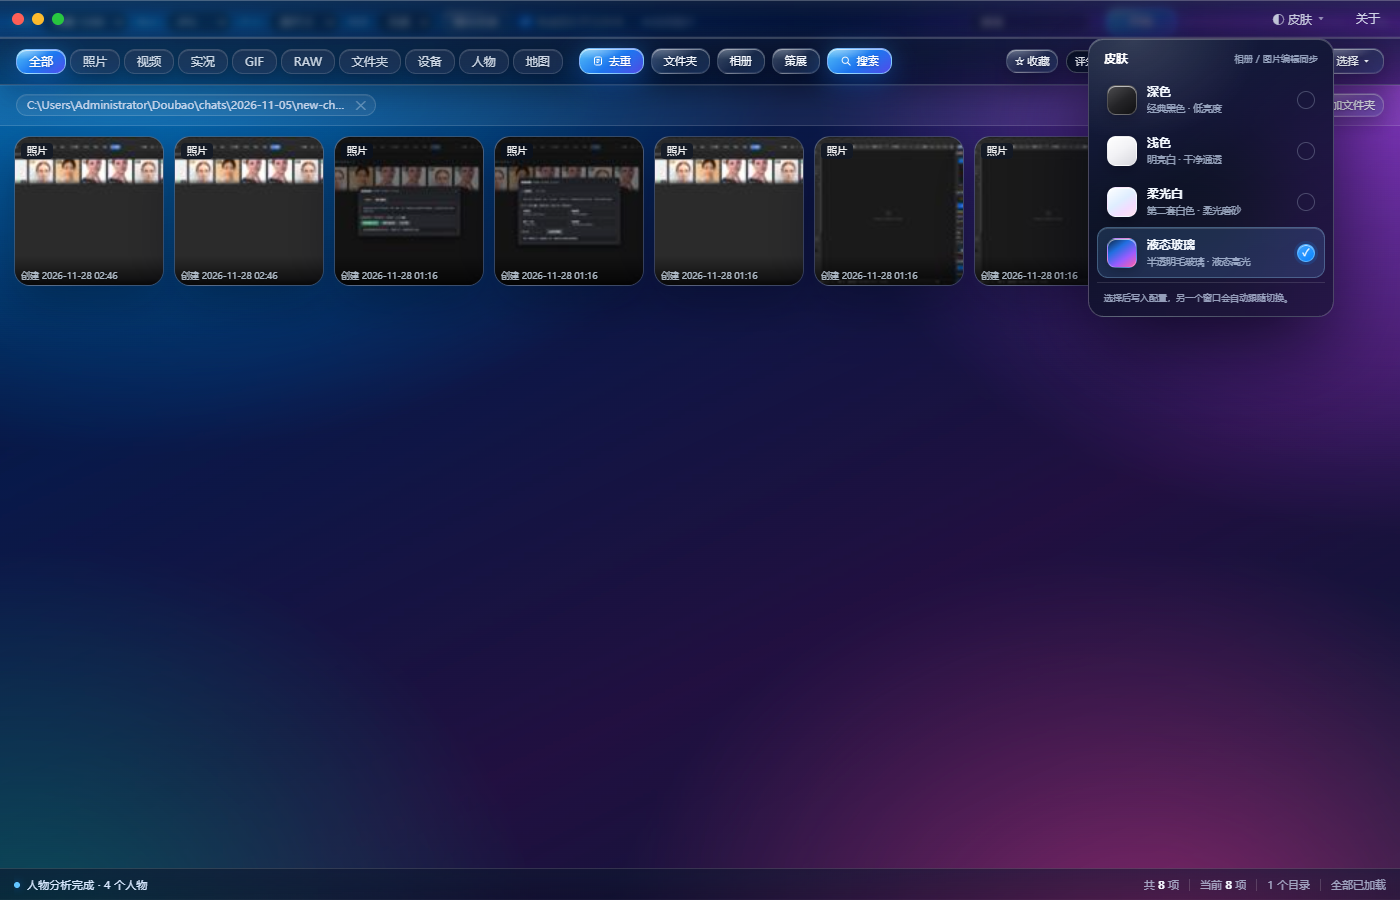 皮肤
关于
全部 照片 视频 实况 GIF RAW 文件夹 设备 人物 地图 去重 文件夹 相册 策展 搜索 收藏 选择
C:\Users\Administrator\Doubao\chats\2026-11-05\new-ch...
加文件夹
皮肤 相册 / 图片编辑同步
深色
经典黑色 · 低亮度
浅色
明亮白 · 干净通透
柔光白
第二套白色 · 柔光磨砂
液态玻璃
半透明毛玻璃 · 液态高光
选择后写入配置，另一个窗口会自动跟随切换。
照片 照片 照片 照片 照片 照片 照片
创建 2026-11-28 02:46 创建 2026-11-28 02:46 创建 2026-11-28 01:16 创建 2026-11-28 01:16 创建 2026-11-28 01:16 创建 2026-11-28 01:16 创建 2026-11-28 01:16
人物分析完成 · 4 个人物
共 8 项 当前 8 项 1 个目录 全部已加载